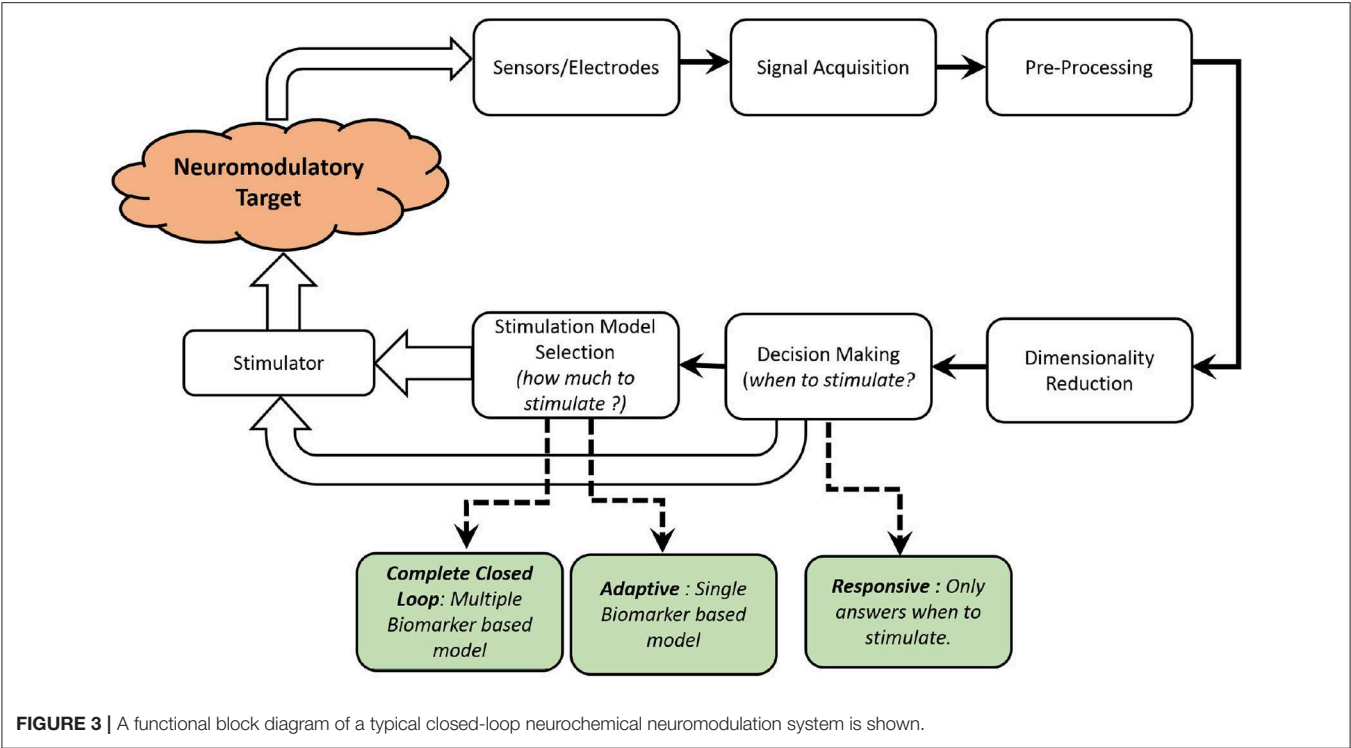 Sensors/Electrodes
Signal Acquisition
Pre-Processing
Neuromodulatory
Target
Stimulator
Stimulation Model
Selection
(how much to
stimulate ?)
Decision Making
(when to stimulate?
Dimensionality
Reduction
Complete Closed
Loop: Multiple
Biomarker based
model
Adaptive : Single
Biomarker based
model
Responsive : Only
answers when to
stimulate.
FIGURE 3 | A functional block diagram of a typical closed-loop neurochemical neuromodulation system is shown.